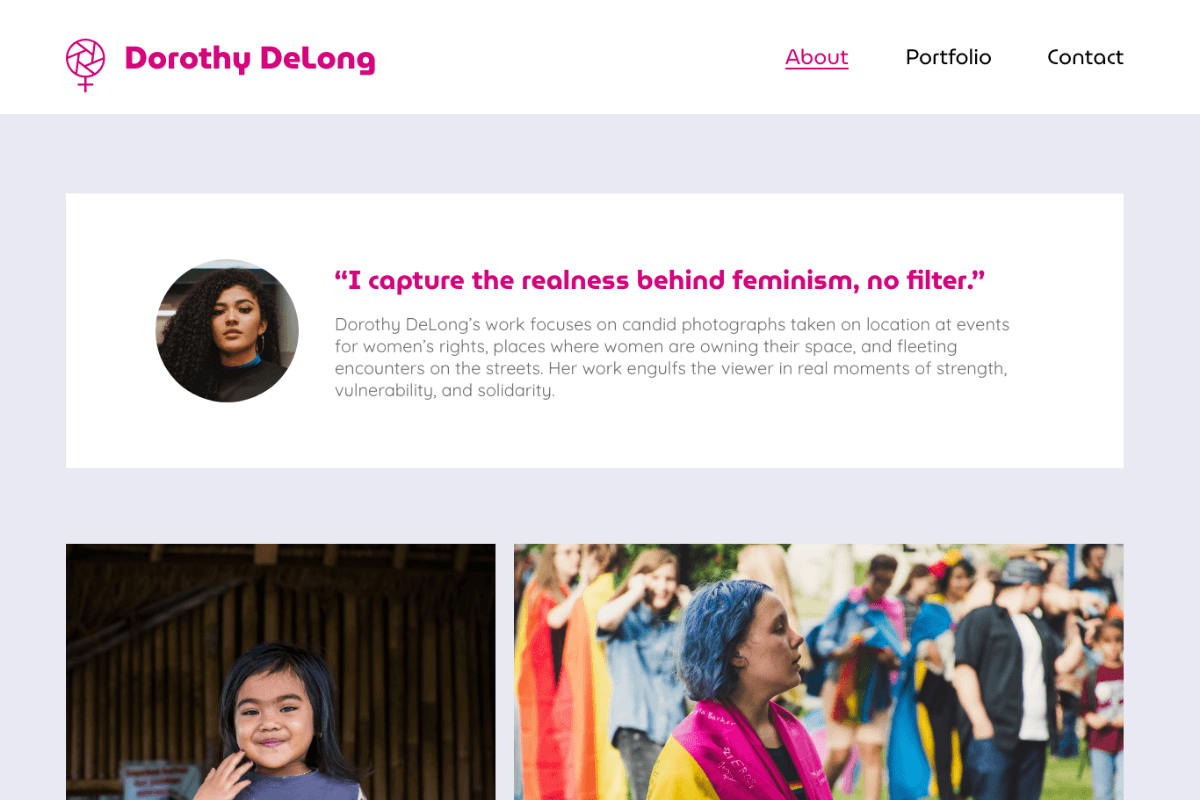 Dorothy DeLong
About Portfolio Contact
“I capture the realness behind feminism, no filter.”
Dorothy DeLong’s work focuses on candid photographs taken on location at events
for women’s rights, places where women are owning their space, and fleeting
encounters on the streets. Her work engulfs the viewer in real moments of strength,
vulnerability, and solidarity.